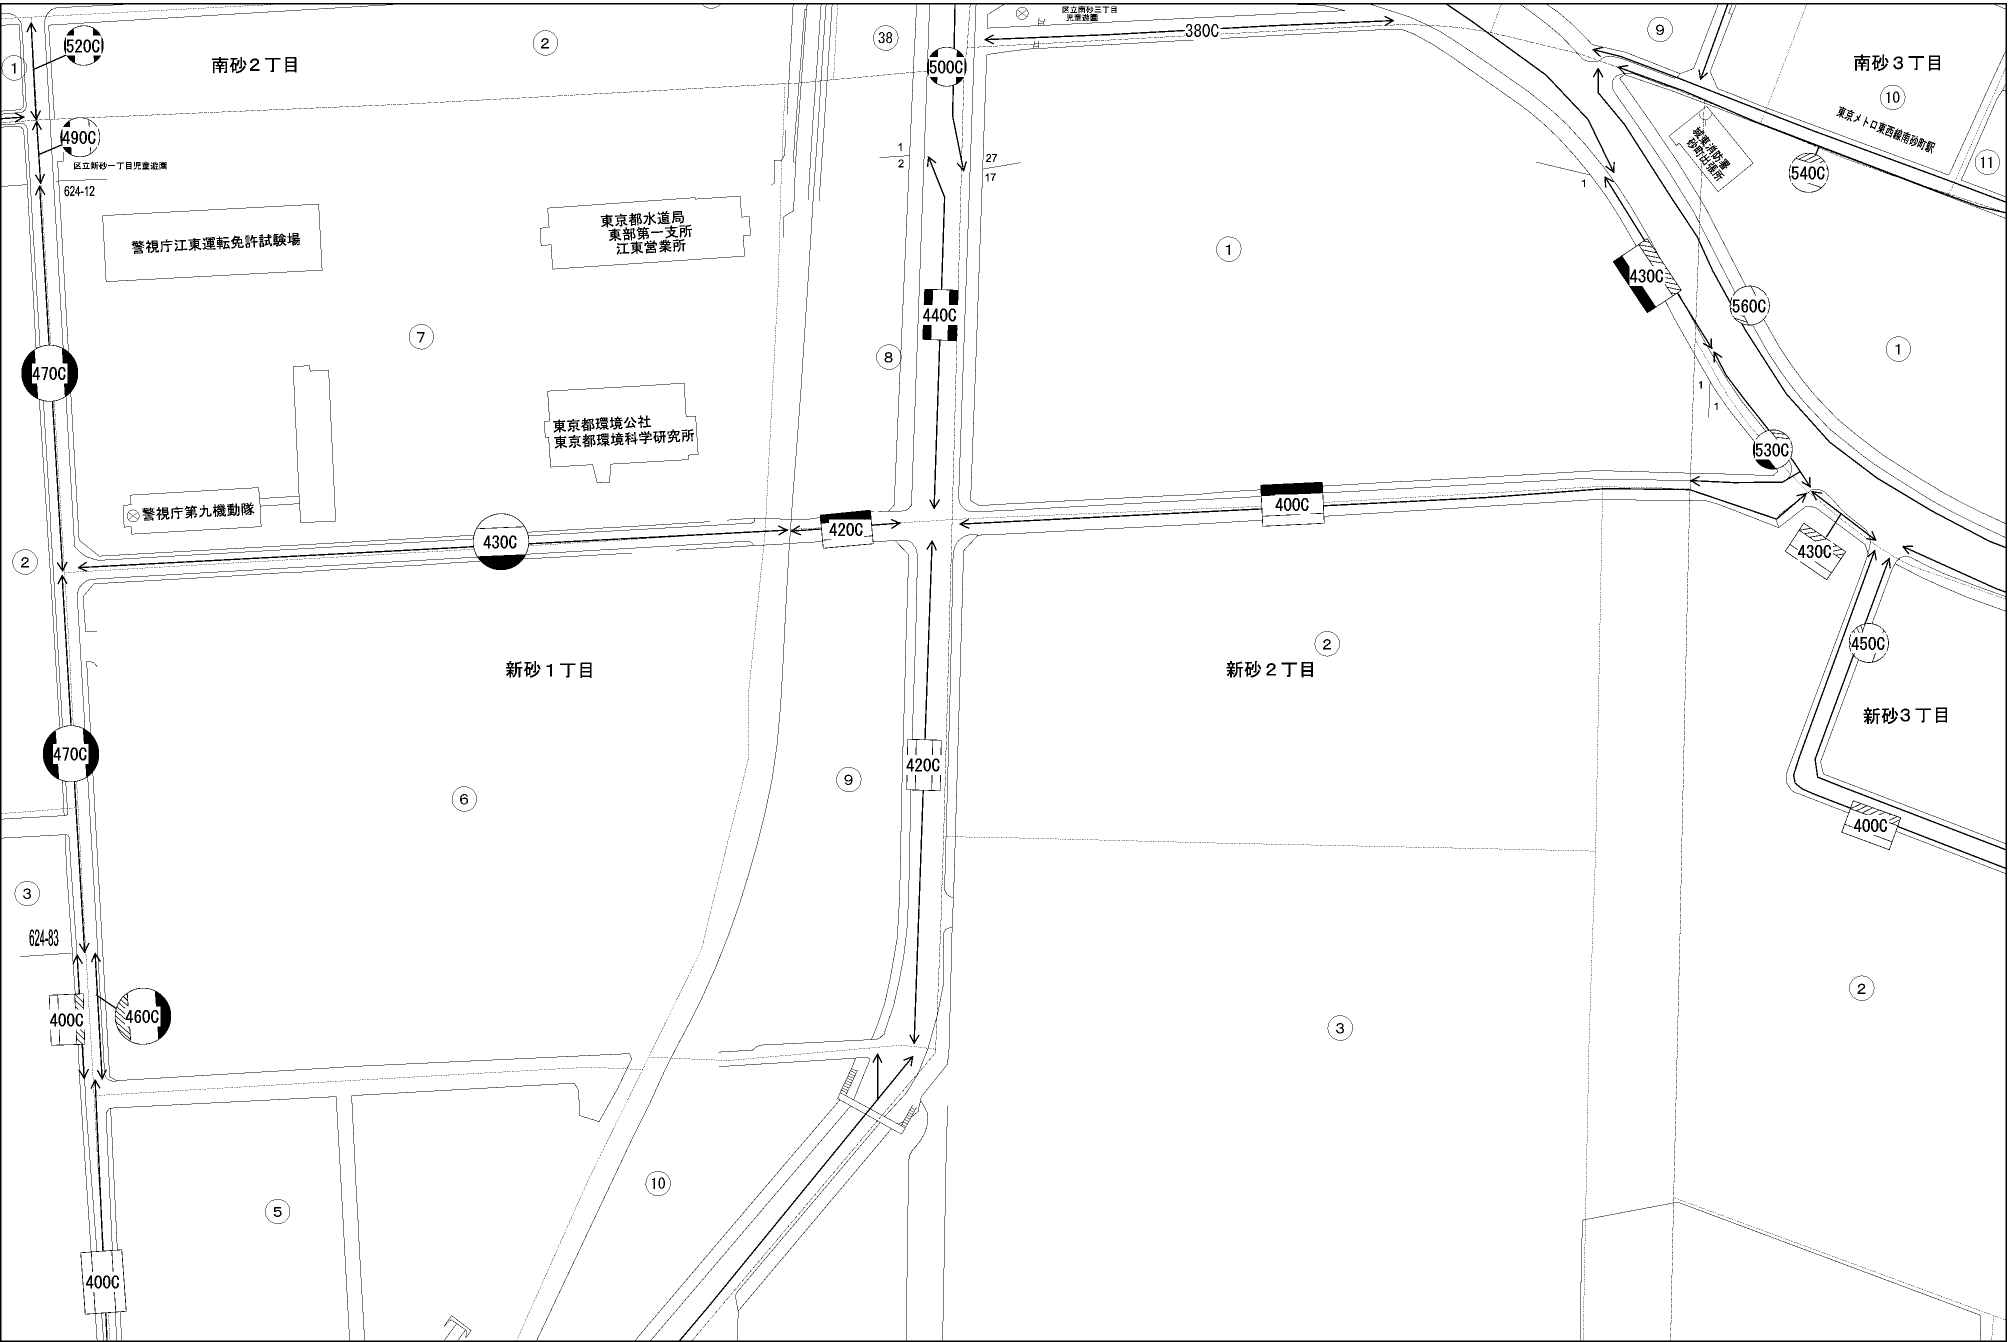 区立南砂三丁目
児童遊園
380C
520C
2
38
9
1
南砂2丁目
500C
南砂3丁目
10
490C
区立新砂一丁目児童遊園
624-12
1
2
27
17
東京メトロ東西線南砂町駅
城東消防署
砂町出張所
540C
11
1
警視庁江東運転免許試験場
東京都水道局
東部第一支所
江東営業所
1
430C
560C
440C
7
8
1
470C
1
1
東京都環境公社
東京都環境科学研究所
530C
警視庁第九機動隊
400C
430C
420C
430C
2
新砂1丁目
2
新砂2丁目
450C
新砂3丁目
470C
420C
9
6
400C
3
624-83
2
400C
460C
3
10
5
400C